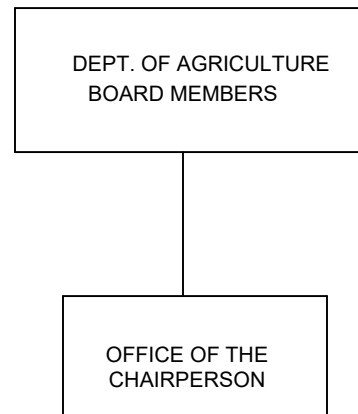 DEPT. OF AGRICULTURE
BOARD MEMBERS
OFFICE OF THE
CHAIRPERSON